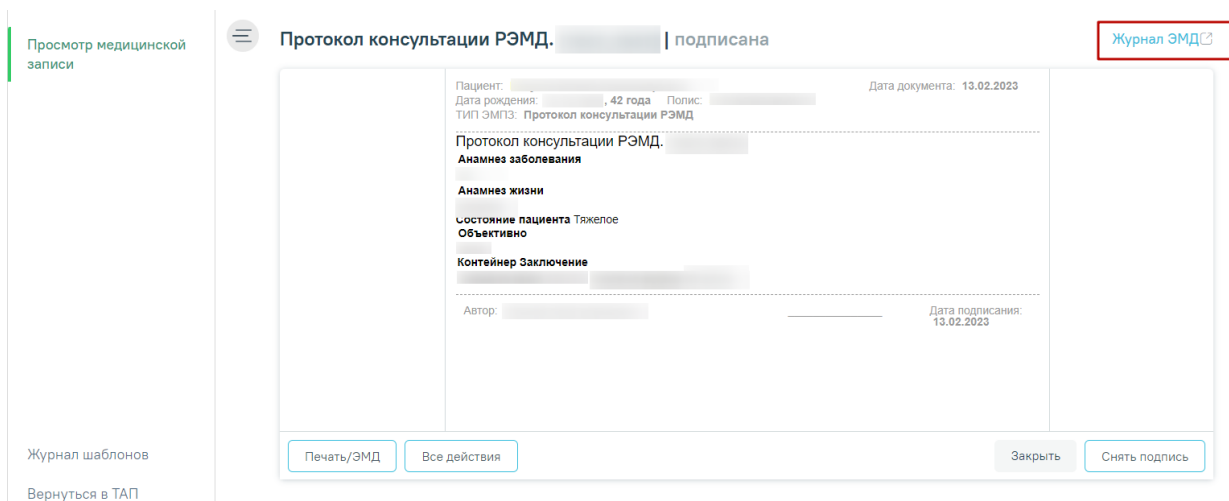 Просмотр медицинской
записи
Протокол консультации РЭМД. | подписана
Журнал ЭМД
Пациент:
Дата документа: 13.02.2023
Дата рождения: , 42 года Полис:
ТИП ЭМПЗ: Протокол консультации РЭМД
Протокол консультации РЭМД.
Анамнез заболевания
Анамнез жизни
Состояние пациента Тяжелое
Объективно
Контейнер Заключение
Автор:
Дата подписания:
13.02.2023
Печать/ЭМД
Все действия
Закрыть
Снять подпись
Журнал шаблонов
Вернуться в ТАП